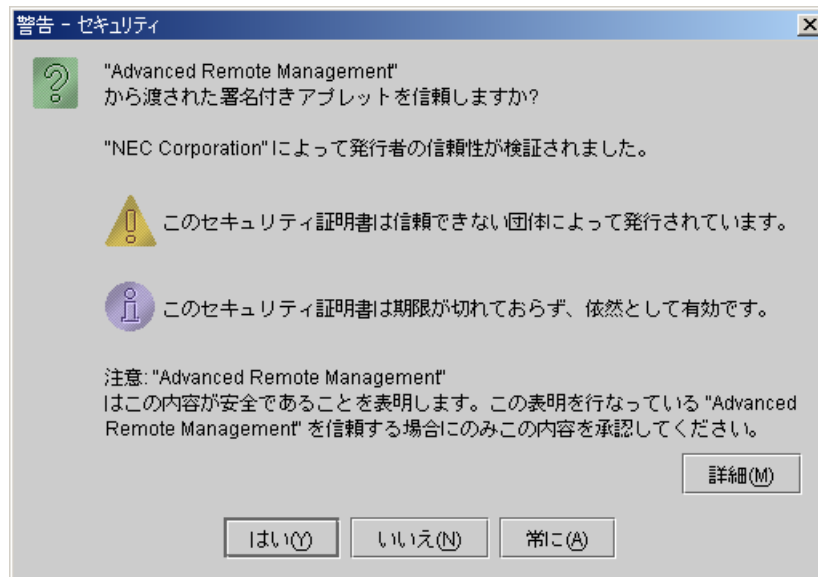 警告 - セキュリティ
"Advanced Remote Management"
から渡された署名付きアプレットを信頼しますか?
"NEC Corporation"によって発行者の信頼性が検証されました。
このセキュリティ証明書は信頼できない団体によって発行されています。
このセキュリティ証明書は期限が切れておらず、依然として有効です。
注意: "Advanced Remote Management"
はこの内容が安全であることを表明します。この表明を行なっている "Advanced
Remote Management" を信頼する場合にのみこの内容を承認してください。
詳細(M)
はい(Y) いいえ(N) 常に(A)